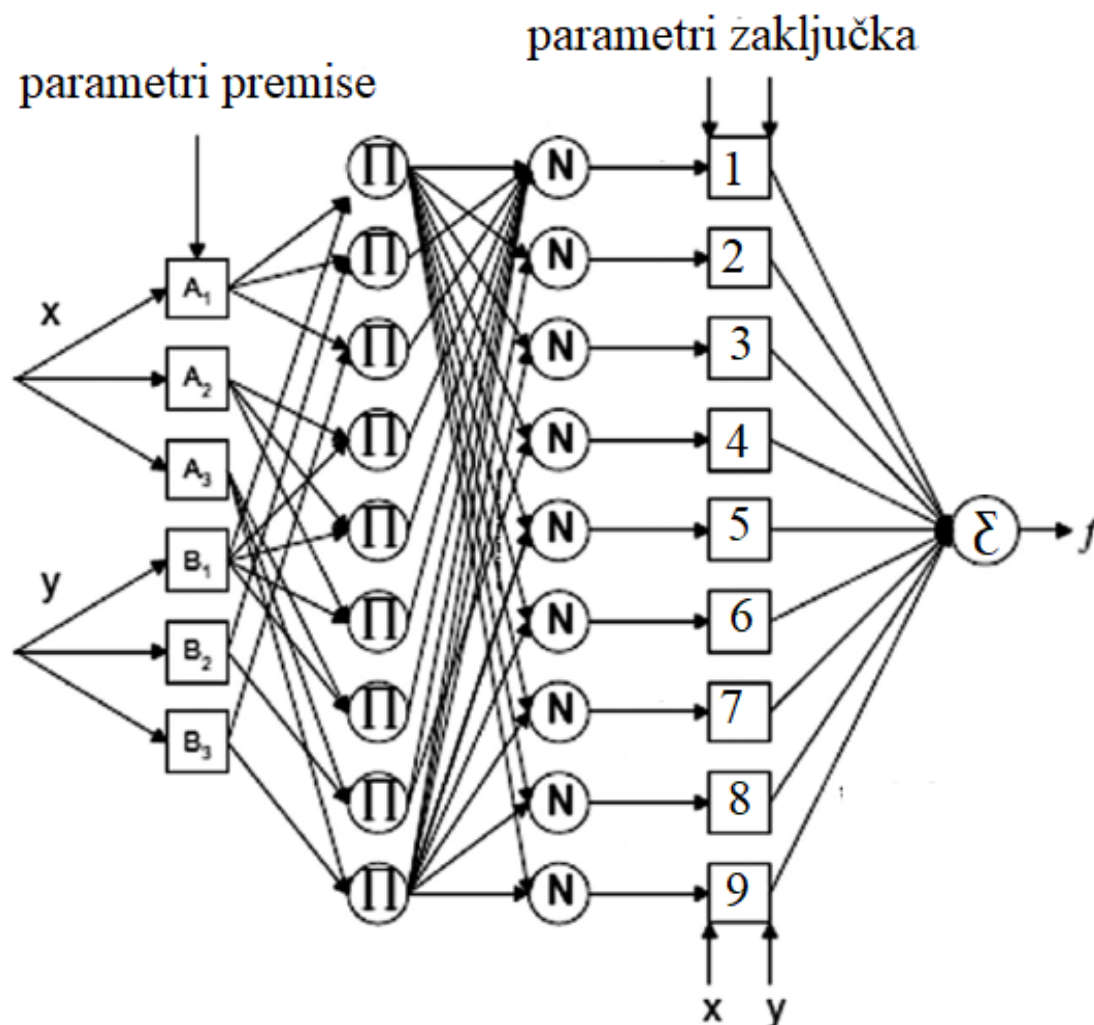 parametri zaključka
parametri premise
x
y
A1
A2
A3
B1
B2
B3
Π
Π
Π
Π
Π
Π
Π
Π
Π
N
N
N
N
N
N
N
N
N
1
2
3
4
5
6
7
8
9
x y
Σ
f